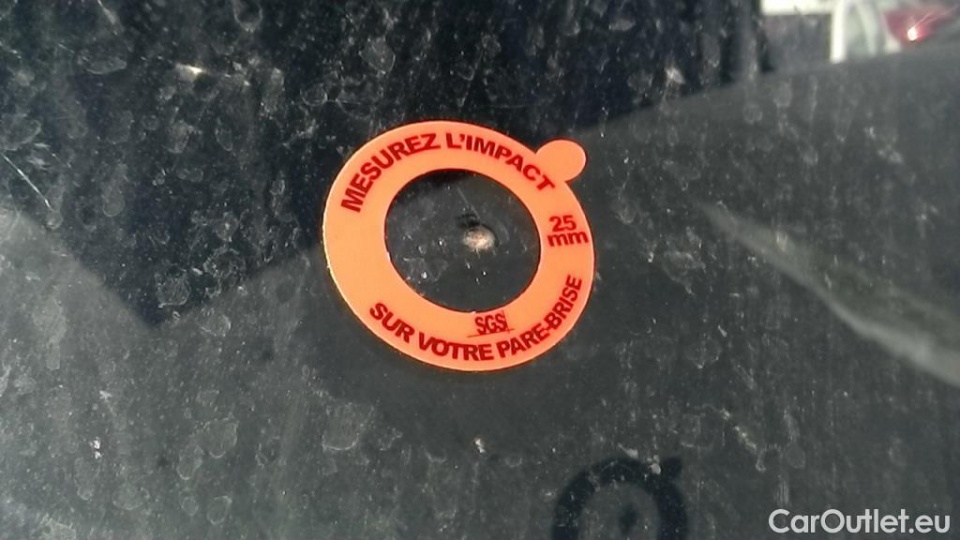 MESUREZ L'IMPACT
25
mm
SGS
SUR VOTRE PARE-BRISE
CarOutlet.eu